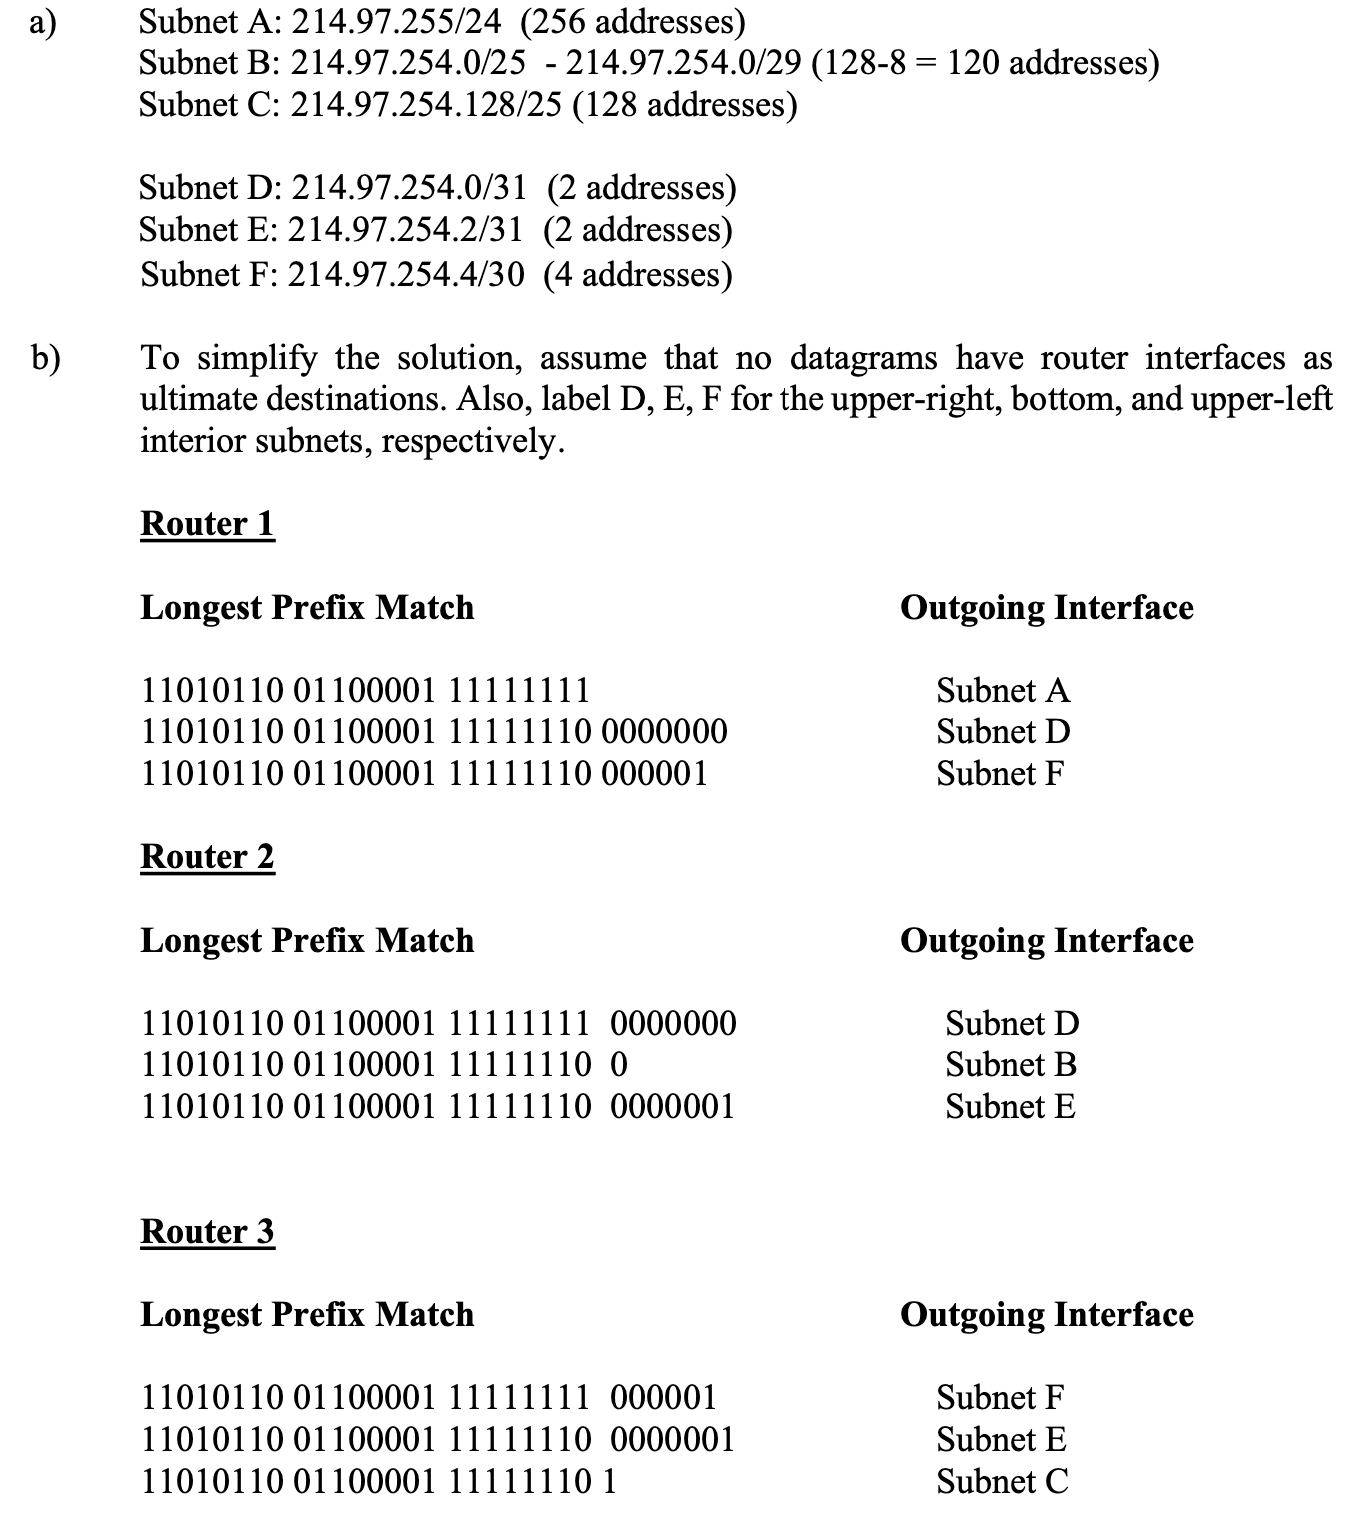 a) Subnet A: 214.97.255/24 (256 addresses)
Subnet B: 214.97.254.0/25 - 214.97.254.0/29 (128-8 = 120 addresses)
Subnet C: 214.97.254.128/25 (128 addresses)
Subnet D: 214.97.254.0/31 (2 addresses)
Subnet E: 214.97.254.2/31 (2 addresses)
Subnet F: 214.97.254.4/30 (4 addresses)
b) To simplify the solution, assume that no datagrams have router interfaces as
ultimate destinations. Also, label D, E, F for the upper-right, bottom, and upper-left
interior subnets, respectively.
Router 1
Longest Prefix Match Outgoing Interface
11010110 01100001 11111111 Subnet A
11010110 01100001 11111110 0000000 Subnet D
11010110 01100001 11111110 000001 Subnet F
Router 2
Longest Prefix Match Outgoing Interface
11010110 01100001 11111111 0000000 Subnet D
11010110 01100001 11111110 0 Subnet B
11010110 01100001 11111110 0000001 Subnet E
Router 3
Longest Prefix Match Outgoing Interface
11010110 01100001 11111111 000001 Subnet F
11010110 01100001 11111110 0000001 Subnet E
11010110 01100001 11111110 1 Subnet C